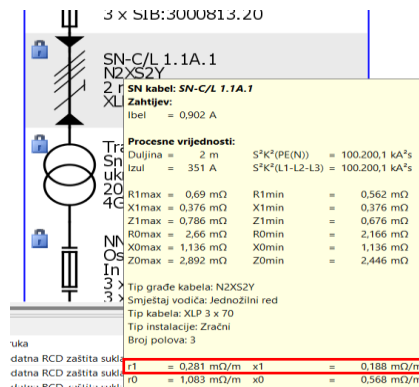 3 x SIB:3000813.20
SN-C/L 1.1A.1
N2XS2Y
2
XL
SN kabel: SN-C/L 1.1A.1
Zahtijev:
Ibel = 0,902 A
Procesne vrijednosti:
Duljina = 2 m S²K²(PE(N)) = 100.200,1 kA²s
Izul = 351 A S²K²(L1-L2-L3) = 100.200,1 kA²s
R1max = 0,69 mΩ R1min = 0,562 mΩ
X1max = 0,376 mΩ X1min = 0,376 mΩ
Z1max = 0,786 mΩ Z1min = 0,676 mΩ
R0max = 2,66 mΩ R0min = 2,166 mΩ
X0max = 1,136 mΩ X0min = 1,136 mΩ
Z0max = 2,892 mΩ Z0min = 2,446 mΩ
Tip građe kabela: N2XS2Y
Smještaj vodiča: Jednožilni red
Tip kabela: XLP 3 x 70
Tip instalacije: Zračni
Broj polova: 3
r1 = 0,281 mΩ/m x1 = 0,188 mΩ/m
r0 = 1,083 mΩ/m x0 = 0,568 mΩ/m
Tra
Sn
uk
20
4G
NN
Os
In
3 x
3 x
ruka
datna RCD zaštita sukla
datna RCD zaštita sukla